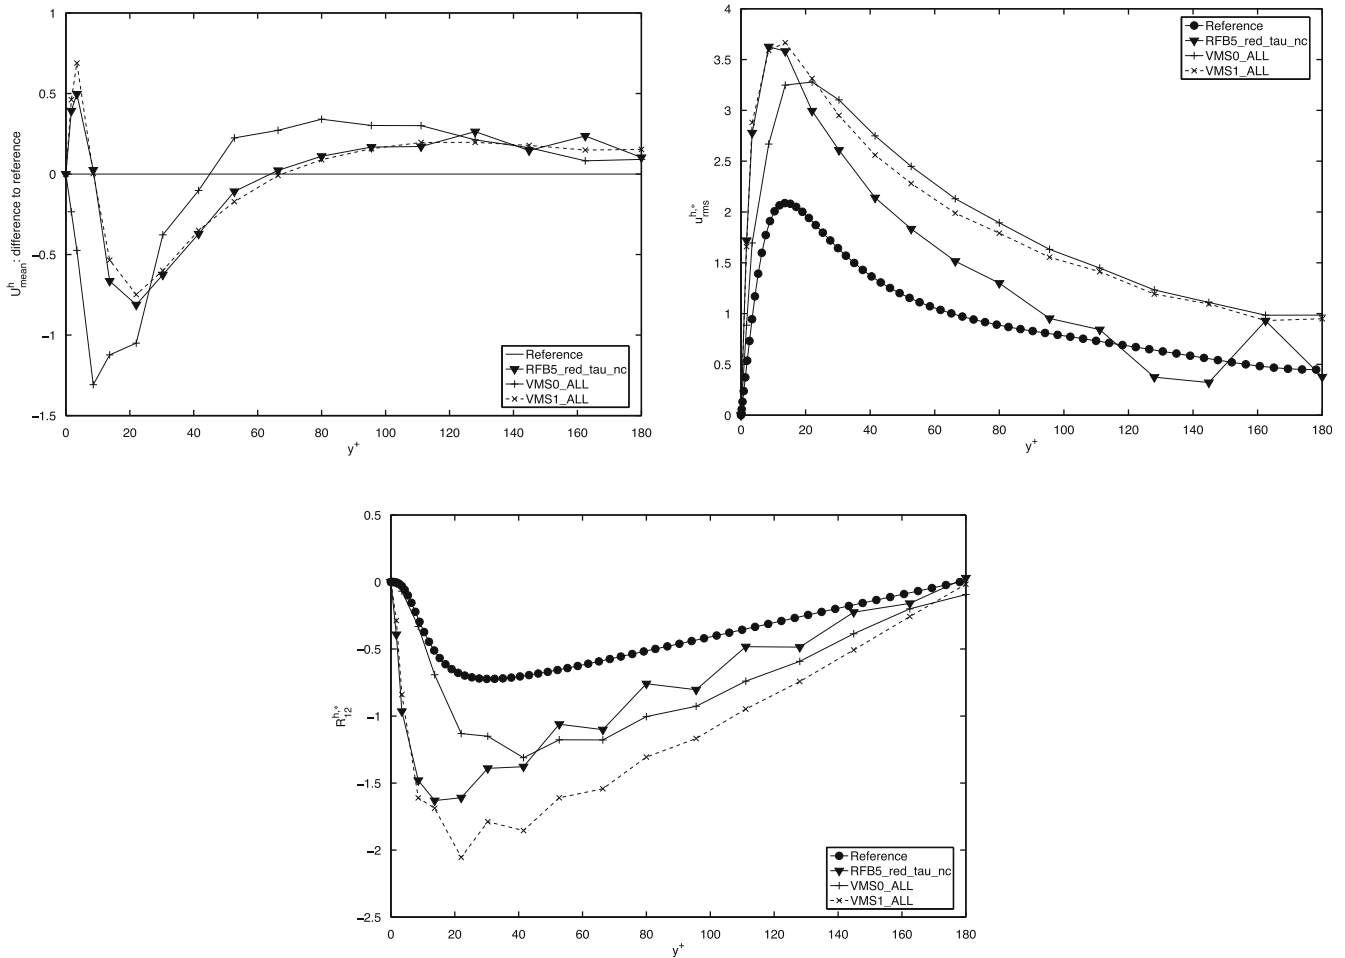 1
0.5
0
−0.5
−1
−1.5
U^h_mean : difference to reference
0 20 40 60 80 100 120 140 160 180
y+
Reference
RFB5_red_tau_nc
VMS0_ALL
VMS1_ALL
4
3.5
3
2.5
2
1.5
1
0.5
0
u^h,*_rms
0 20 40 60 80 100 120 140 160 180
y+
Reference
RFB5_red_tau_nc
VMS0_ALL
VMS1_ALL
0.5
0
−0.5
−1
−1.5
−2
−2.5
R^h,*_12
0 20 40 60 80 100 120 140 160 180
y+
Reference
RFB5_red_tau_nc
VMS0_ALL
VMS1_ALL